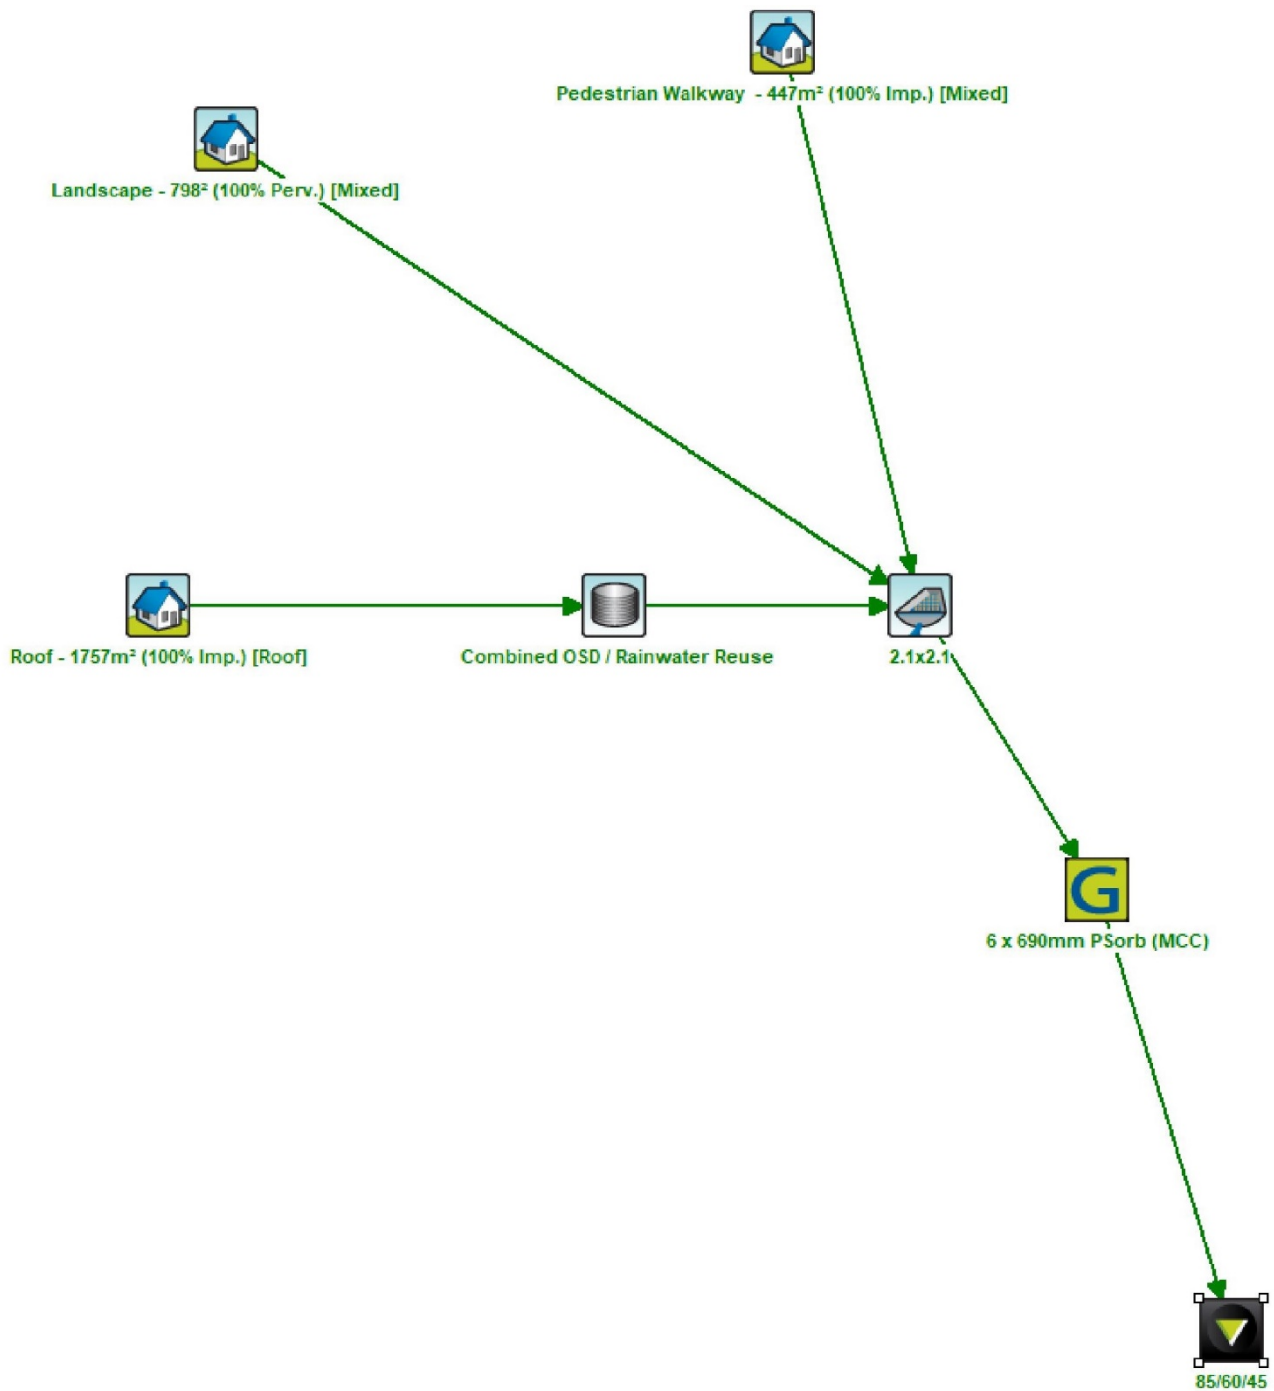 Pedestrian Walkway - 447m² (100% Imp.) [Mixed]
Landscape - 798² (100% Perv.) [Mixed]
Roof - 1757m² (100% Imp.) [Roof]
Combined OSD / Rainwater Reuse
2.1x2.1
G
6 x 690mm PSorb (MCC)
85/60/45